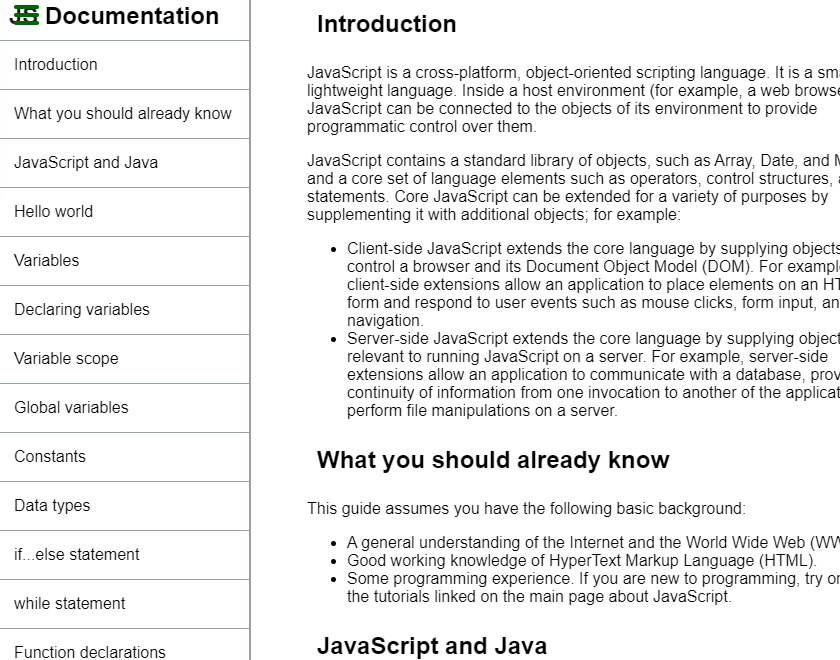 JS Documentation
Introduction
What you should already know
JavaScript and Java
Hello world
Variables
Declaring variables
Variable scope
Global variables
Constants
Data types
if...else statement
while statement
Function declarations
Introduction
JavaScript is a cross-platform, object-oriented scripting language. It is a
lightweight language. Inside a host environment (for example, a web
JavaScript can be connected to the objects of its environment to provide
programmatic control over them.
JavaScript contains a standard library of objects, such as Array, Date, and
and a core set of language elements such as operators, control structures,
statements. Core JavaScript can be extended for a variety of purposes by
supplementing it with additional objects; for example:
• Client-side JavaScript extends the core language by supplying objects
control a browser and its Document Object Model (DOM). For
client-side extensions allow an application to place elements on an
form and respond to user events such as mouse clicks, form input,
navigation.
• Server-side JavaScript extends the core language by supplying
relevant to running JavaScript on a server. For example, server-side
extensions allow an application to communicate with a database,
continuity of information from one invocation to another of the
perform file manipulations on a server.
What you should already know
This guide assumes you have the following basic background:
• A general understanding of the Internet and the World Wide Web
• Good working knowledge of HyperText Markup Language (HTML).
• Some programming experience. If you are new to programming, try
the tutorials linked on the main page about JavaScript.
JavaScript and Java